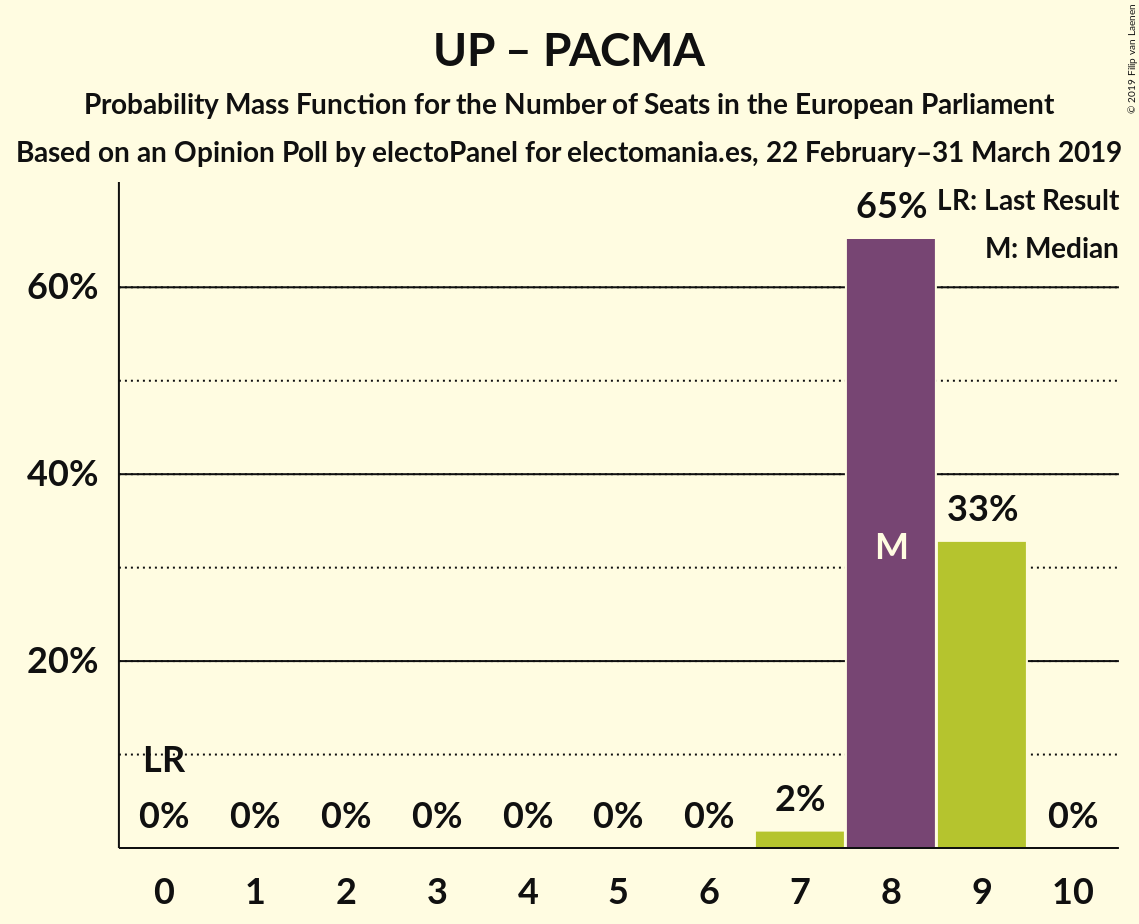 UP – PACMA
Probability Mass Function for the Number of Seats in the European Parliament
Based on an Opinion Poll by electoPanel for electomania.es, 22 February–31 March 2019
© 2019 Filip van Laenen
LR: Last Result
M: Median
60%
40%
20%
65%
33%
M
LR
0% 0% 0% 0% 0% 0% 0% 2% 0%
0 1 2 3 4 5 6 7 8 9 10